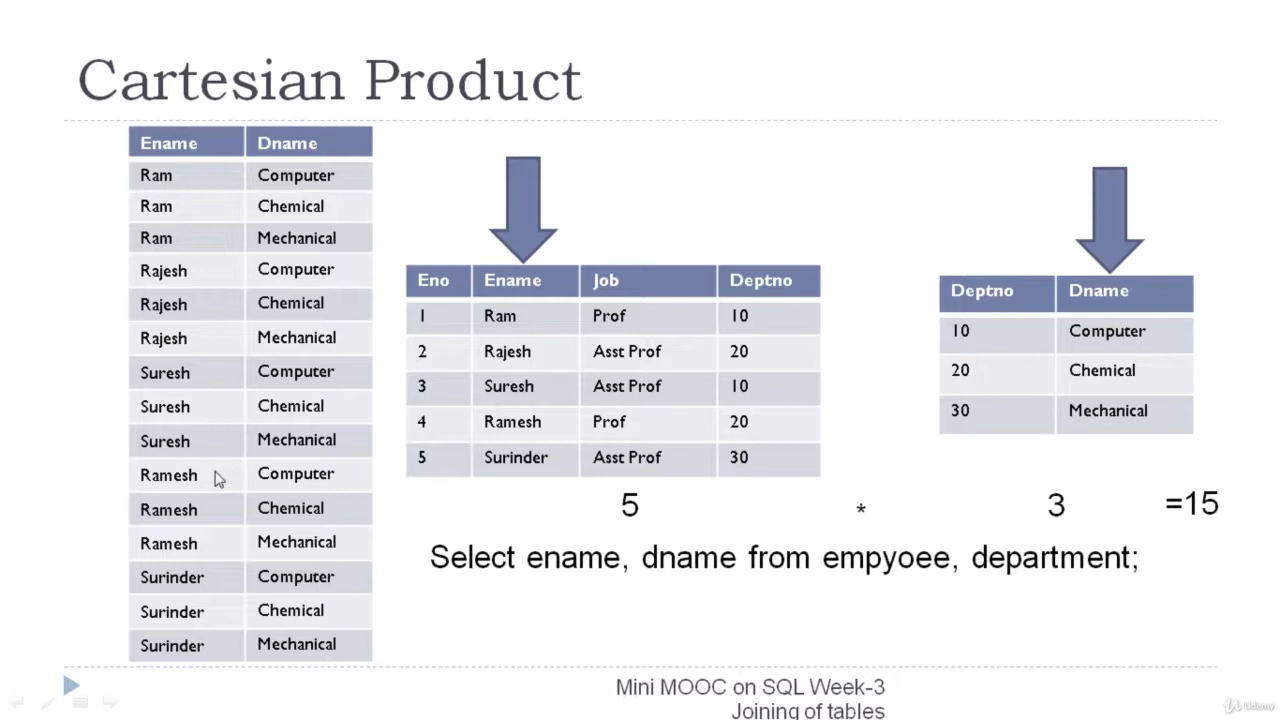 Cartesian Product
Ename Dname
Ram Computer
Ram Chemical
Ram Mechanical
Rajesh Computer
Rajesh Chemical
Rajesh Mechanical
Suresh Computer
Suresh Chemical
Suresh Mechanical
Ramesh Computer
Ramesh Chemical
Ramesh Mechanical
Surinder Computer
Surinder Chemical
Surinder Mechanical
Eno Ename Job Deptno
1 Ram Prof 10
2 Rajesh Asst Prof 20
3 Suresh Asst Prof 10
4 Ramesh Prof 20
5 Surinder Asst Prof 30
Deptno Dname
10 Computer
20 Chemical
30 Mechanical
5 * 3 =15
Select ename, dname from empyoee, department;
Mini MOOC on SQL Week-3
Joining of tables
Udemy